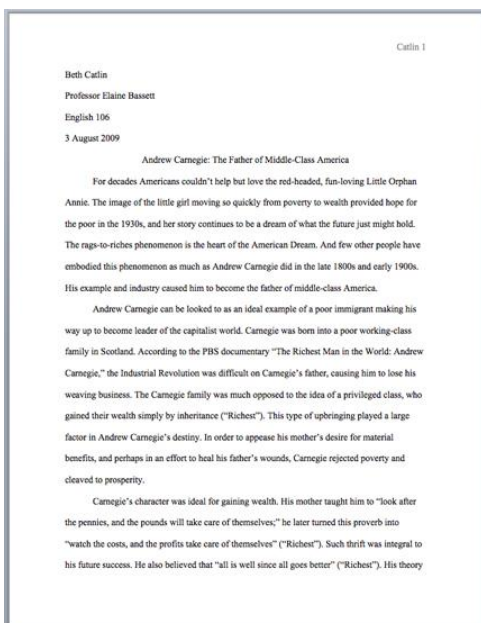 Catlin 1
Beth Catlin
Professor Elaine Bassett
English 106
3 August 2009
Andrew Carnegie: The Father of Middle-Class America
For decades Americans couldn't help but love the red-headed, fun-loving Little Orphan
Annie. The image of the little girl moving so quickly from poverty to wealth provided hope for
the poor in the 1930s, and her story continues to be a dream of what the future just might hold.
The rags-to-riches phenomenon is the heart of the American Dream. And few other people have
embodied this phenomenon as much as Andrew Carnegie did in the late 1800s and early 1900s.
His example and industry caused him to become the father of middle-class America.
Andrew Carnegie can be looked to as an ideal example of a poor immigrant making his
way up to become leader of the capitalist world. Carnegie was born into a poor working-class
family in Scotland. According to the PBS documentary “The Richest Man in the World: Andrew
Carnegie,” the Industrial Revolution was difficult on Carnegie's father, causing him to lose his
weaving business. The Carnegie family was much opposed to the idea of a privileged class, who
gained their wealth simply by inheritance (“Richest”). This type of upbringing played a large
factor in Andrew Carnegie's destiny. In order to appease his mother's desire for material
benefits, and perhaps in an effort to heal his father's wounds, Carnegie rejected poverty and
cleaved to prosperity.
Carnegie's character was ideal for gaining wealth. His mother taught him to “look after
the pennies, and the pounds will take care of themselves;” he later turned this proverb into
“watch the costs, and the profits take care of themselves” (“Richest”). Such thrift was integral to
his future success. He also believed that “all is well since all goes better” (“Richest”). His theory